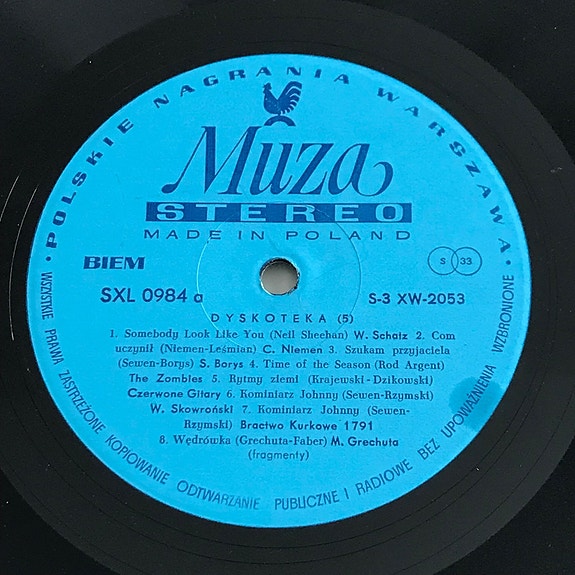 • POLSKIE NAGRANIA WARSZAWA •
Muza
STEREO
MADE IN POLAND
BIEM
S 33
SXL 0984 a
S-3 XW-2053
DYSKOTEKA (5)
1. Somebody Look Like You (Neil Sheehan) W. Schatz 2. Com
uczynił (Niemen-Leśmian) C. Niemen 3. Szukam przyjaciela
(Sewen-Borys) S. Borys 4. Time of the Season (Rod Argent)
The Zombies 5. Rytmy ziemi (Krajewski-Dzikowski)
Czerwone Gitary 6. Kominiarz Johnny (Sewen-Rzymski)
W. Skowroński 7. Kominiarz Johnny (Sewen-
Rzymski) Bractwo Kurkowe 1791
8. Wędrówka (Grechuta-Faber) M. Grechuta
(fragmenty)
WSZYSTKIE PRAWA ZASTRZEŻONE KOPIOWANIE ODTWARZANIE PUBLICZNE I RADIOWE BEZ UPOWAŻNIENIA WZBRONIONE